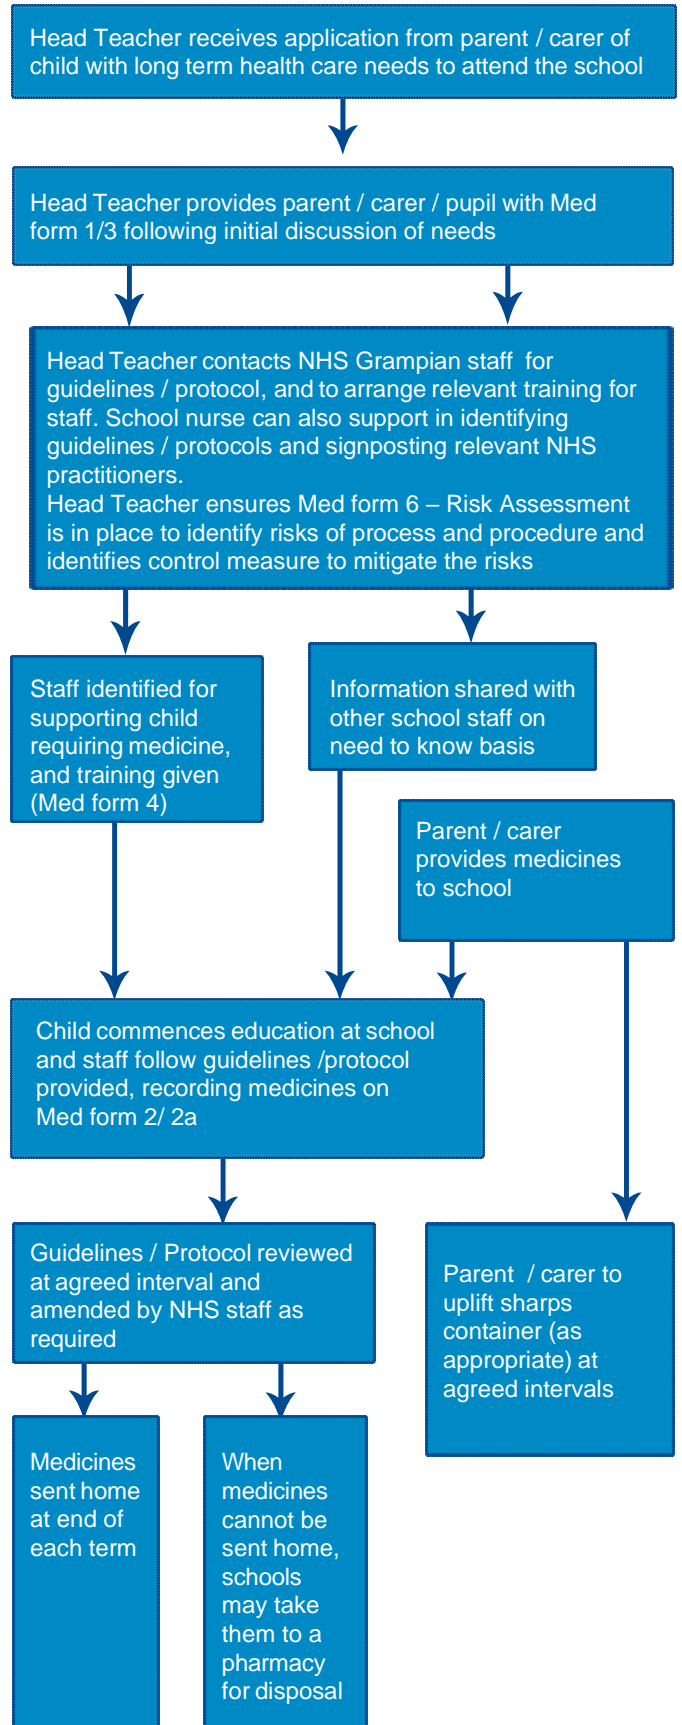 Head Teacher receives application from parent / carer of
child with long term health care needs to attend the school
Head Teacher provides parent / carer / pupil with Med
form 1/3 following initial discussion of needs
Head Teacher contacts NHS Grampian staff for
guidelines / protocol, and to arrange relevant training for
staff. School nurse can also support in identifying
guidelines / protocols and signposting relevant NHS
practitioners.
Head Teacher ensures Med form 6 – Risk Assessment
is in place to identify risks of process and procedure and
identifies control measure to mitigate the risks
Staff identified for
supporting child
requiring medicine,
and training given
(Med form 4)
Information shared with
other school staff on
need to know basis
Parent / carer
provides medicines
to school
Child commences education at school
and staff follow guidelines /protocol
provided, recording medicines on
Med form 2/ 2a
Guidelines / Protocol reviewed
at agreed interval and
amended by NHS staff as
required
Parent / carer to
uplift sharps
container (as
appropriate) at
agreed intervals
Medicines
sent home
at end of
each term
When
medicines
cannot be
sent home,
schools
may take
them to a
pharmacy
for disposal